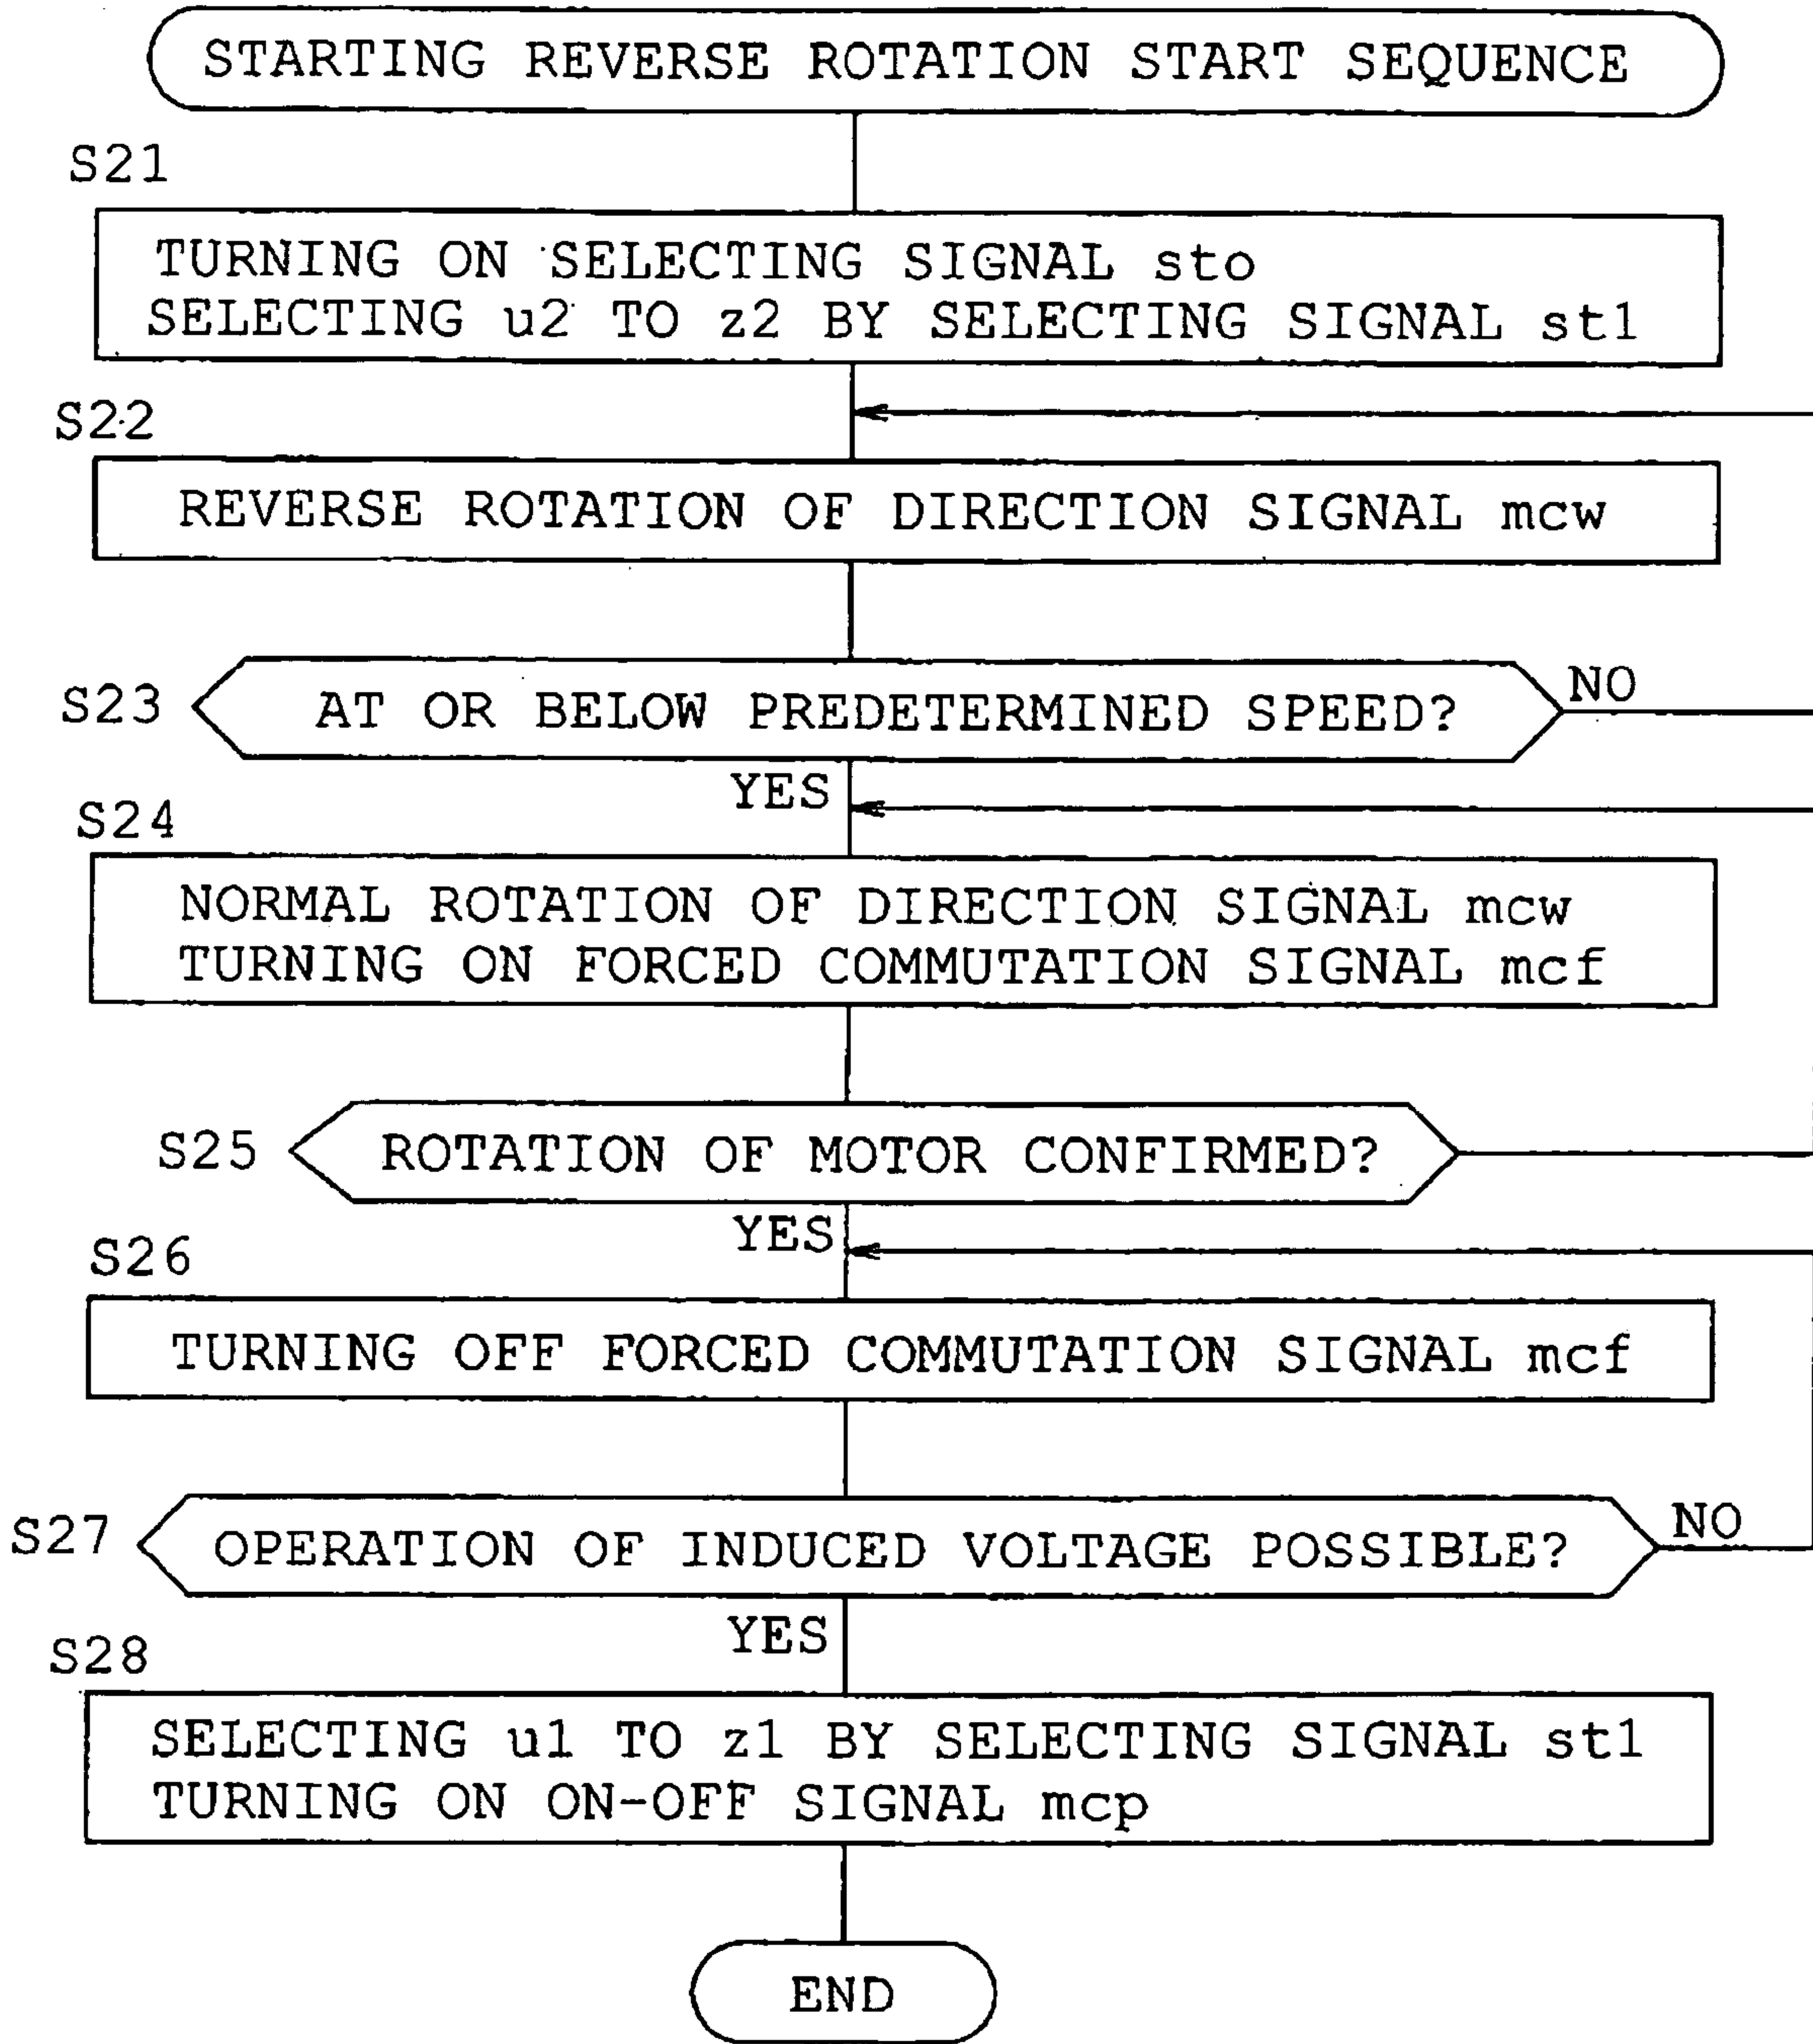 STARTING REVERSE ROTATION START SEQUENCE
S21
TURNING ON SELECTING SIGNAL sto
SELECTING u2 TO z2 BY SELECTING SIGNAL st1
S22
REVERSE ROTATION OF DIRECTION SIGNAL mcw
S23
AT OR BELOW PREDETERMINED SPEED?
NO
YES
S24
NORMAL ROTATION OF DIRECTION SIGNAL mcw
TURNING ON FORCED COMMUTATION SIGNAL mcf
S25
ROTATION OF MOTOR CONFIRMED?
YES
S26
TURNING OFF FORCED COMMUTATION SIGNAL mcf
S27
OPERATION OF INDUCED VOLTAGE POSSIBLE?
NO
YES
S28
SELECTING u1 TO z1 BY SELECTING SIGNAL st1
TURNING ON ON-OFF SIGNAL mcp
END